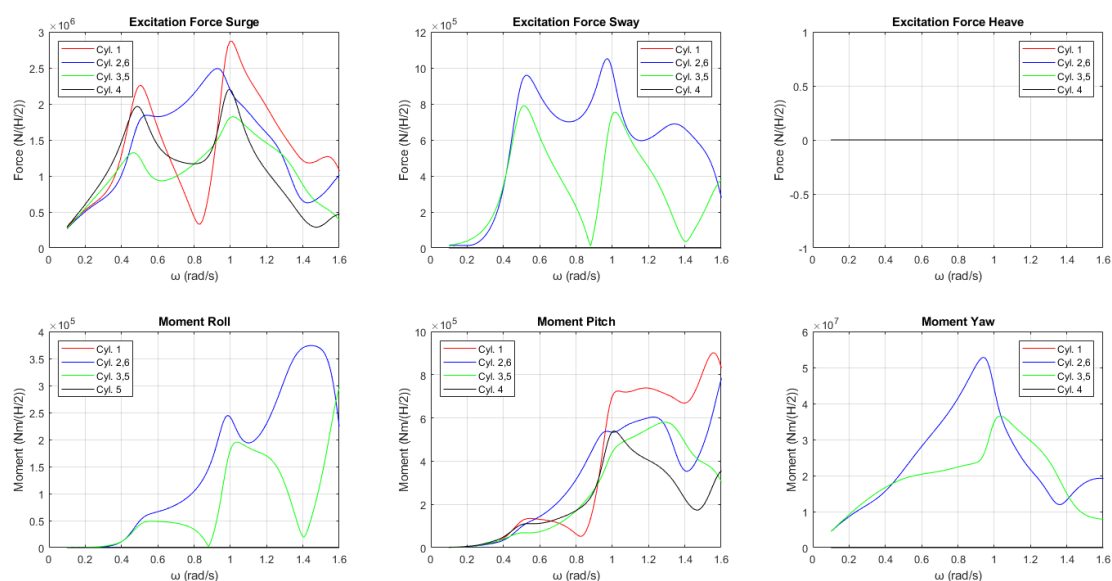 Excitation Force Surge
×10^6
3
2.5
2
1.5
1
0.5
0
Force (N/(H/2))
Cyl. 1
Cyl. 2,6
Cyl. 3,5
Cyl. 4
0 0.2 0.4 0.6 0.8 1 1.2 1.4 1.6
ω (rad/s)
Excitation Force Sway
×10^5
12
10
8
6
4
2
0
Force (N/(H/2))
Cyl. 1
Cyl. 2,6
Cyl. 3,5
Cyl. 4
0 0.2 0.4 0.6 0.8 1 1.2 1.4 1.6
ω (rad/s)
Excitation Force Heave
1
0.5
0
-0.5
-1
Force (N/(H/2))
Cyl. 1
Cyl. 2,6
Cyl. 3,5
Cyl. 4
0 0.2 0.4 0.6 0.8 1 1.2 1.4 1.6
ω (rad/s)
Moment Roll
×10^5
4
3.5
3
2.5
2
1.5
1
0.5
0
Moment (Nm/(H/2))
Cyl. 1
Cyl. 2,6
Cyl. 3,5
Cyl. 5
0 0.2 0.4 0.6 0.8 1 1.2 1.4 1.6
ω (rad/s)
Moment Pitch
×10^5
10
8
6
4
2
0
Moment (Nm/(H/2))
Cyl. 1
Cyl. 2,6
Cyl. 3,5
Cyl. 4
0 0.2 0.4 0.6 0.8 1 1.2 1.4 1.6
ω (rad/s)
Moment Yaw
×10^7
6
5
4
3
2
1
0
Moment (Nm/(H/2))
Cyl. 1
Cyl. 2,6
Cyl. 3,5
Cyl. 4
0 0.2 0.4 0.6 0.8 1 1.2 1.4 1.6
ω (rad/s)